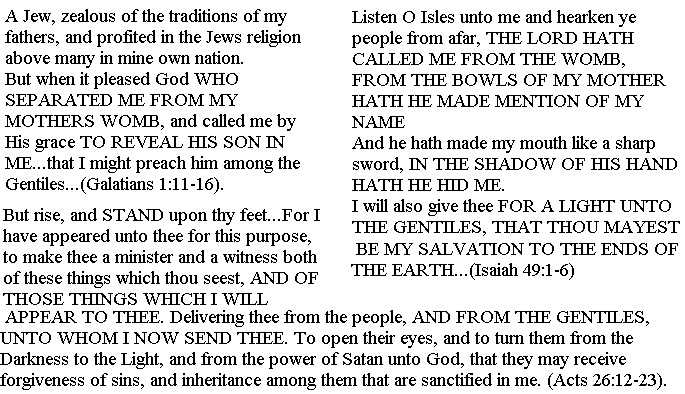 A Jew, zealous of the traditions of my
fathers, and profited in the Jews religion
above many in mine own nation.
But when it pleased God WHO
SEPARATED ME FROM MY
MOTHERS WOMB, and called me by
His grace TO REVEAL HIS SON IN
ME...that I might preach him among the
Gentiles...(Galatians 1:11-16).
But rise, and STAND upon thy feet...For I
have appeared unto thee for this purpose,
to make thee a minister and a witness both
of these things which thou seest, AND OF
THOSE THINGS WHICH I WILL
Listen O Isles unto me and hearken ye
people from afar, THE LORD HATH
CALLED ME FROM THE WOMB,
FROM THE BOWLS OF MY MOTHER
HATH HE MADE MENTION OF MY
NAME
And he hath made my mouth like a sharp
sword, IN THE SHADOW OF HIS HAND
HATH HE HID ME.
I will also give thee FOR A LIGHT UNTO
THE GENTILES, THAT THOU MAYEST
BE MY SALVATION TO THE ENDS OF
THE EARTH...(Isaiah 49:1-6)
APPEAR TO THEE. Delivering thee from the people, AND FROM THE GENTILES,
UNTO WHOM I NOW SEND THEE. To open their eyes, and to turn them from the
Darkness to the Light, and from the power of Satan unto God, that they may receive
forgiveness of sins, and inheritance among them that are sanctified in me. (Acts 26:12-23).